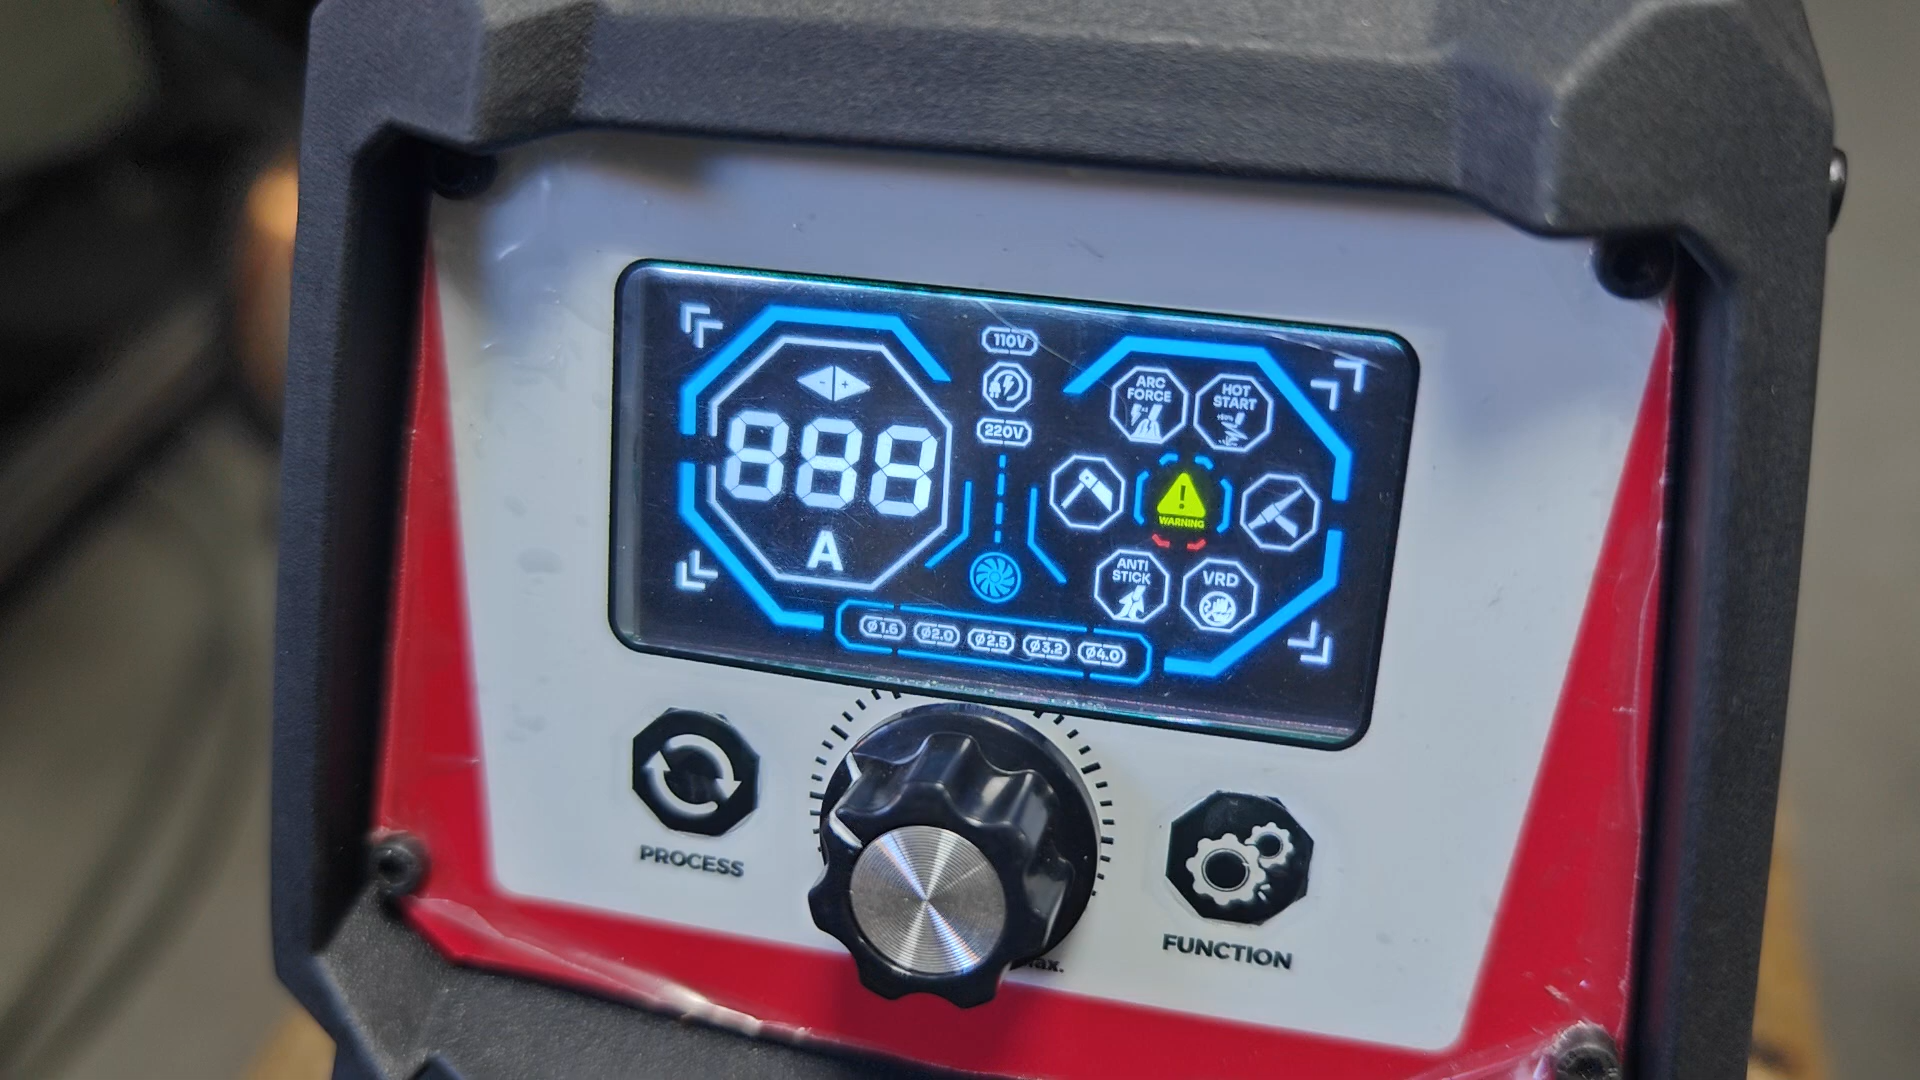 - +
888
A
110V
220V
ARC
FORCE
HOT
START
+50%
WARNING
ANTI
STICK
VRD
Ø1.6 Ø2.0 Ø2.5 Ø3.2 Ø4.0
PROCESS
FUNCTION